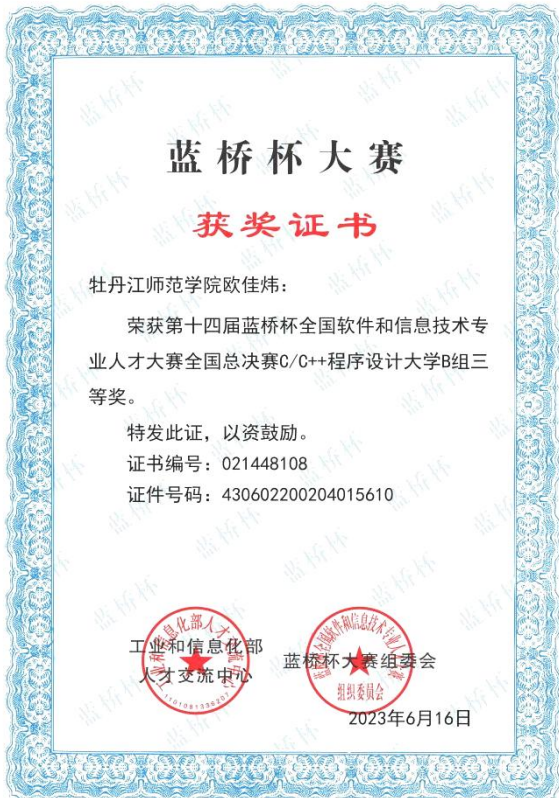 蓝桥杯大赛
获奖证书
牡丹江师范学院欧佳炜：
荣获第十四届蓝桥杯全国软件和信息技术专
业人才大赛全国总决赛C/C++程序设计大学B组三
等奖。
特发此证，以资鼓励。
证书编号：021448108
证件号码：430602200204015610
工业和信息化部
人才交流中心
蓝桥杯大赛组委会
组织委员会
2023年6月16日